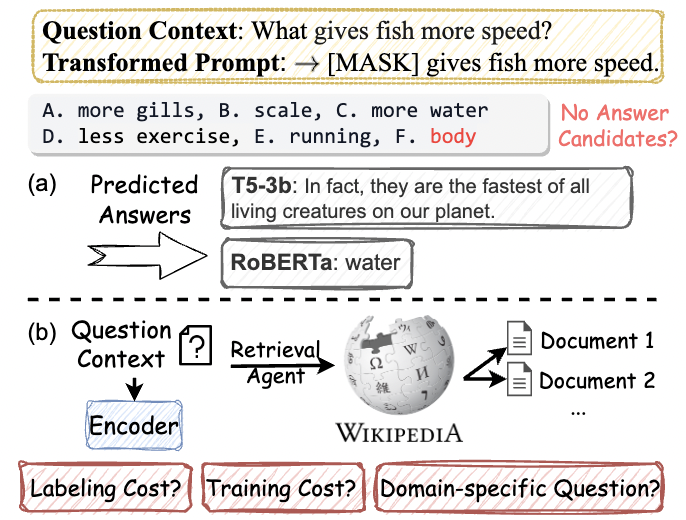 Question Context: What gives fish more speed?
Transformed Prompt: → [MASK] gives fish more speed.
A. more gills, B. scale, C. more water
D. less exercise, E. running, F. body
No Answer
Candidates?
(a) Predicted
Answers
T5-3b: In fact, they are the fastest of all
living creatures on our planet.
RoBERTa: water
(b) Question
Context
?
Retrieval
Agent
Encoder
Ω W И 維
WIKIPEDIA
Document 1
Document 2
...
Labeling Cost?
Training Cost?
Domain-specific Question?